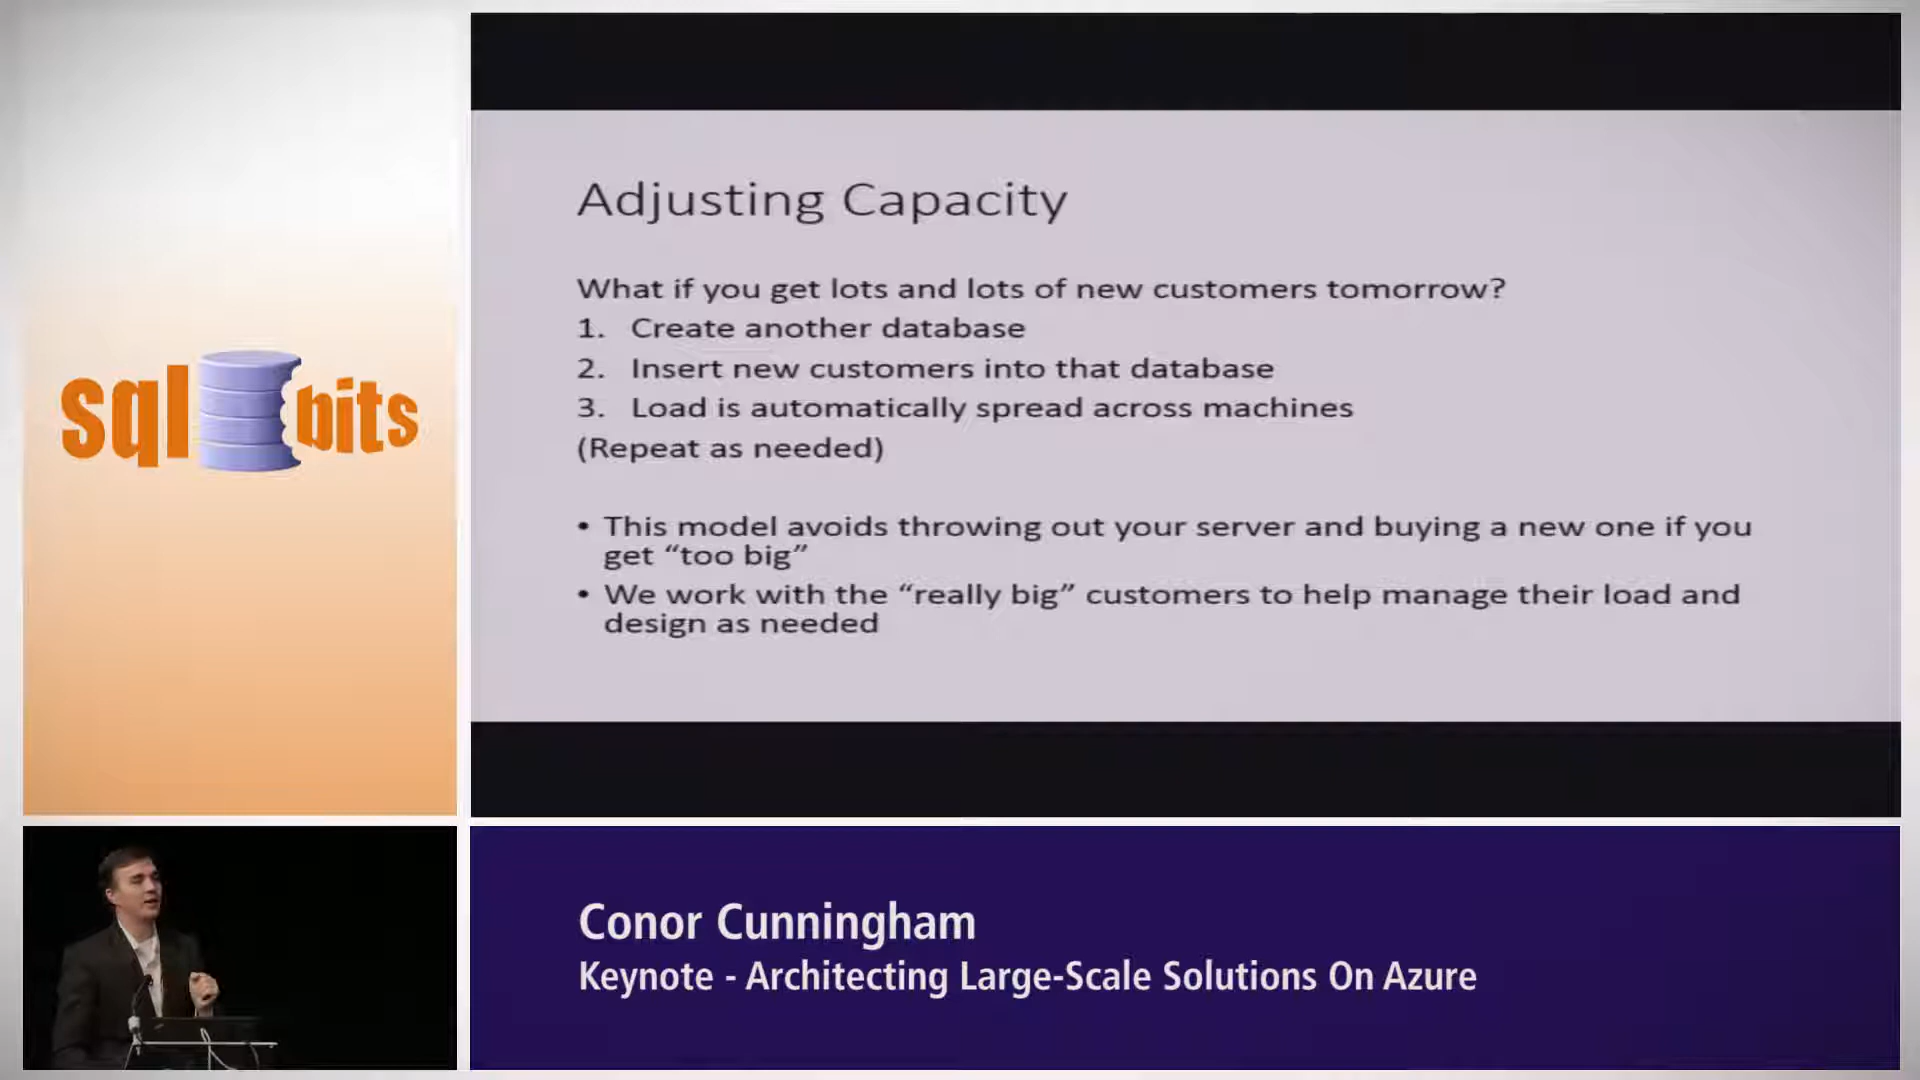 sql bits
Adjusting Capacity
What if you get lots and lots of new customers tomorrow?
1. Create another database
2. Insert new customers into that database
3. Load is automatically spread across machines
(Repeat as needed)
• This model avoids throwing out your server and buying a new one if you
get “too big”
• We work with the “really big” customers to help manage their load and
design as needed
Conor Cunningham
Keynote - Architecting Large-Scale Solutions On Azure